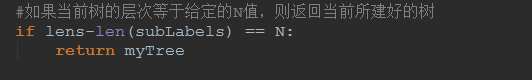 #如果当前树的层次等于给定的N值，则返回当前所建好的树
if lens-len(subLabels) == N:
    return myTree